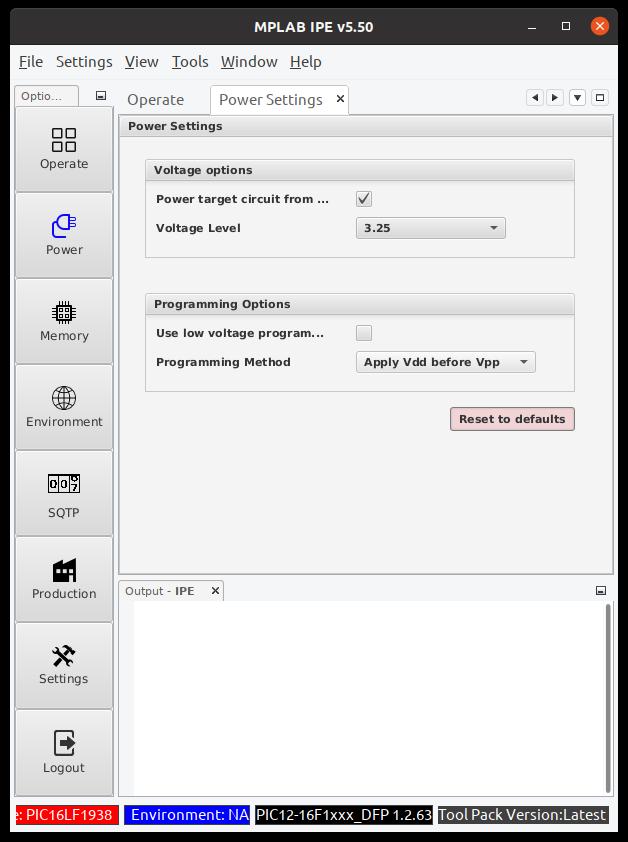 MPLAB IPE v5.50
File Settings View Tools Window Help
Optio...
Operate
Power Settings
Power Settings
Operate
Power
Memory
Environment
SQTP
Production
Settings
Logout
Voltage options
Power target circuit from ...
Voltage Level 3.25
Programming Options
Use low voltage program...
Programming Method Apply Vdd before Vpp
Reset to defaults
Output - IPE
e: PIC16LF1938 Environment: NA PIC12-16F1xxx_DFP 1.2.63 Tool Pack Version:Latest